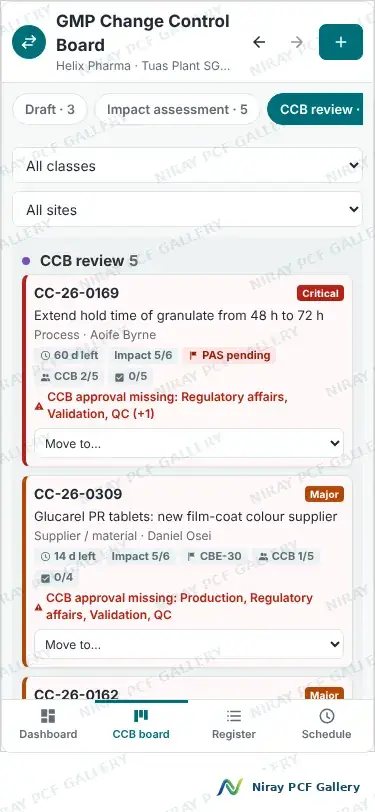 GMP Change Control
Board
Helix Pharma · Tuas Plant SG...
Draft · 3
Impact assessment · 5
CCB review ·
All classes
All sites
CCB review 5
CC-26-0169
Critical
Extend hold time of granulate from 48 h to 72 h
Process · Aoife Byrne
60 d left
Impact 5/6
PAS pending
CCB 2/5
0/5
CCB approval missing: Regulatory affairs,
Validation, QC (+1)
Move to...
CC-26-0309
Major
Glucarel PR tablets: new film-coat colour supplier
Supplier / material · Daniel Osei
14 d left
Impact 5/6
CBE-30
CCB 1/5
0/4
CCB approval missing: Production, Regulatory
affairs, Validation, QC
Move to...
CC-26-0162
Major
Dashboard
CCB board
Register
Schedule
Niray PCF Gallery
NIRAY PCF GALLERY